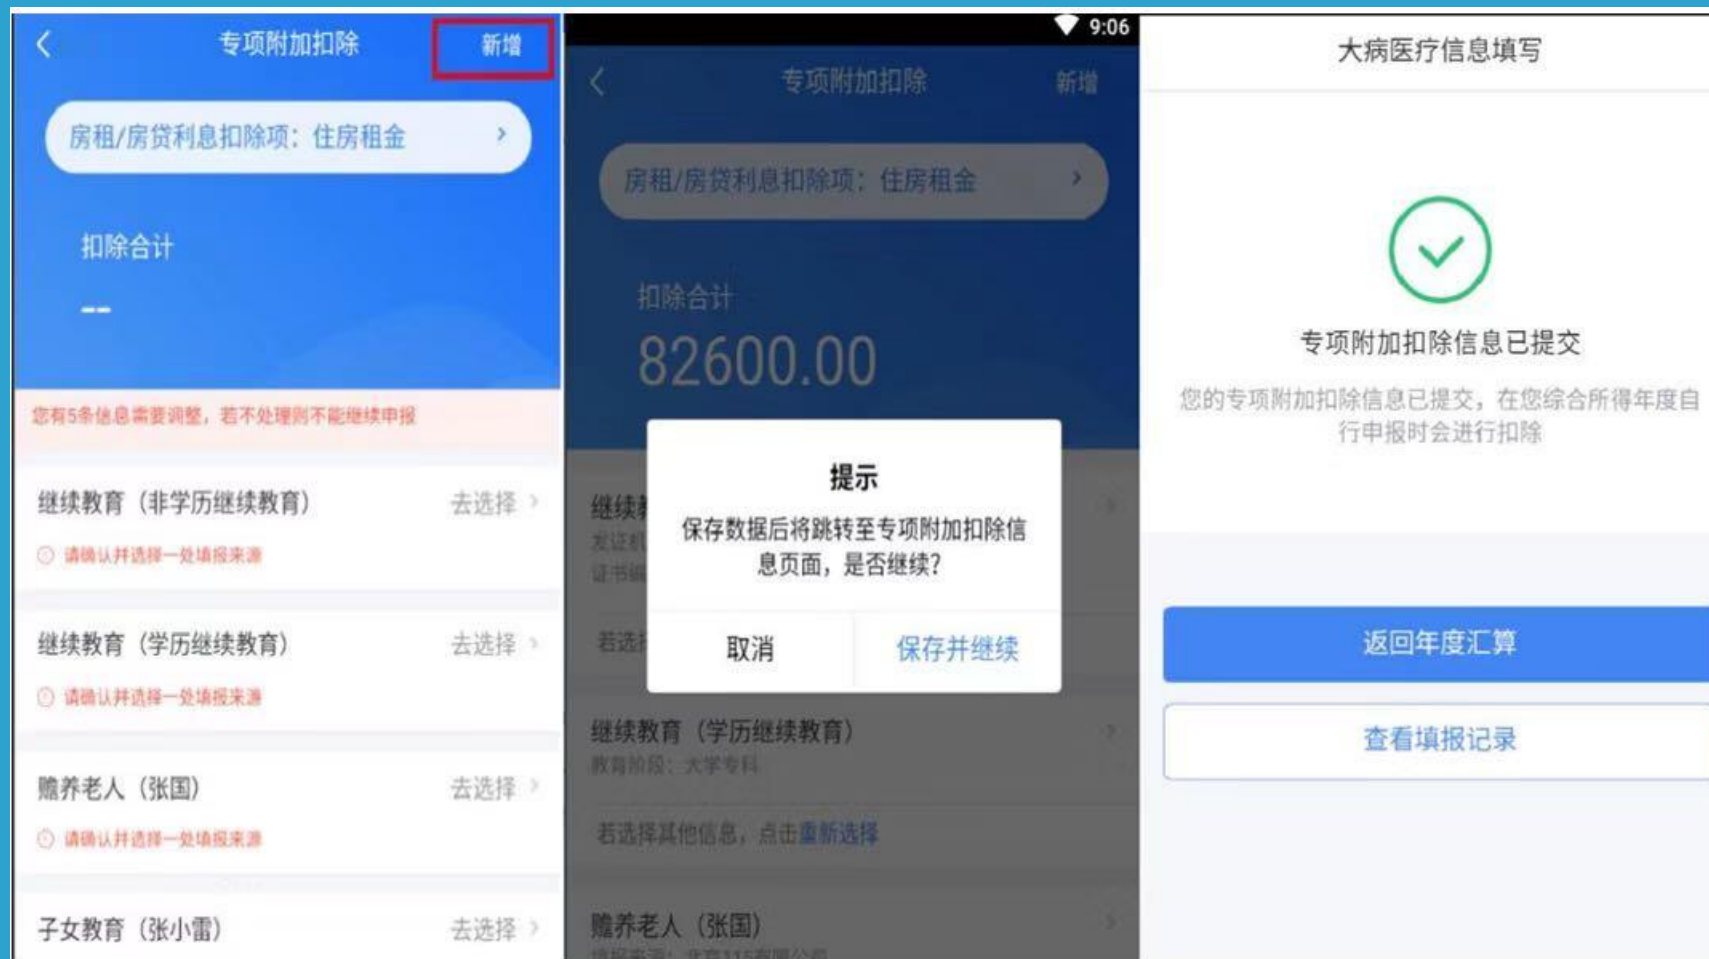 专项附加扣除
新增
房租/房贷利息扣除项：住房租金
扣除合计
--
您有5条信息需要调整，若不处理则不能继续申报
继续教育（非学历继续教育）
去选择
请确认并选择一处填报来源
继续教育（学历继续教育）
去选择
请确认并选择一处填报来源
赡养老人（张国）
去选择
请确认并选择一处填报来源
子女教育（张小雷）
去选择
9:06
专项附加扣除
新增
房租/房贷利息扣除项：住房租金
扣除合计
82600.00
继续
发证机
证书编
若选
提示
保存数据后将跳转至专项附加扣除信
息页面，是否继续？
取消
保存并继续
继续教育（学历继续教育）
教育阶段：大学专科
若选择其他信息，点击重新选择
赡养老人（张国）
大病医疗信息填写
专项附加扣除信息已提交
您的专项附加扣除信息已提交，在您综合所得年度自
行申报时会进行扣除
返回年度汇算
查看填报记录